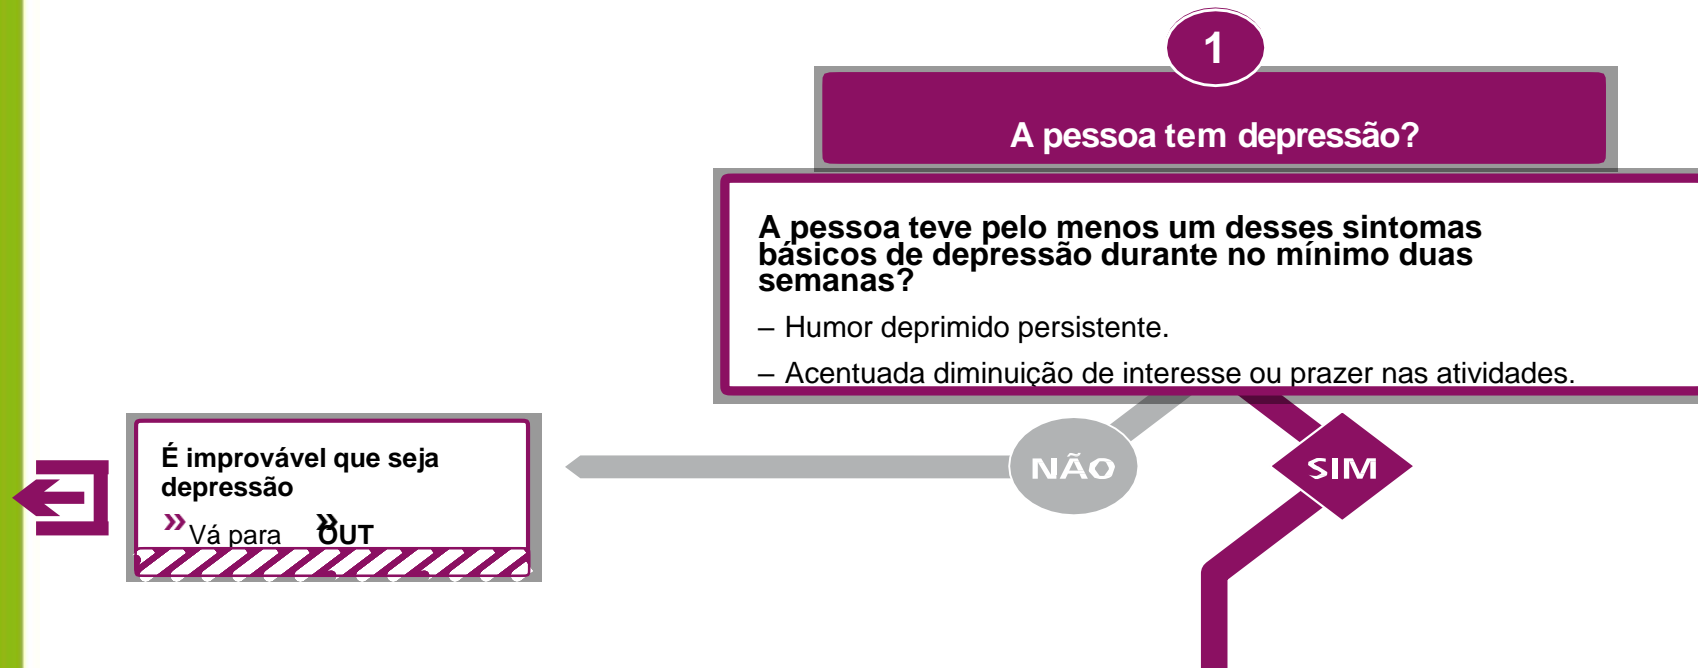 1
A pessoa tem depressão?
A pessoa teve pelo menos um desses sintomas
básicos de depressão durante no mínimo duas
semanas?
– Humor deprimido persistente.
– Acentuada diminuição de interesse ou prazer nas atividades.
NÃO
SIM
É improvável que seja
depressão
» Vá para » OUT